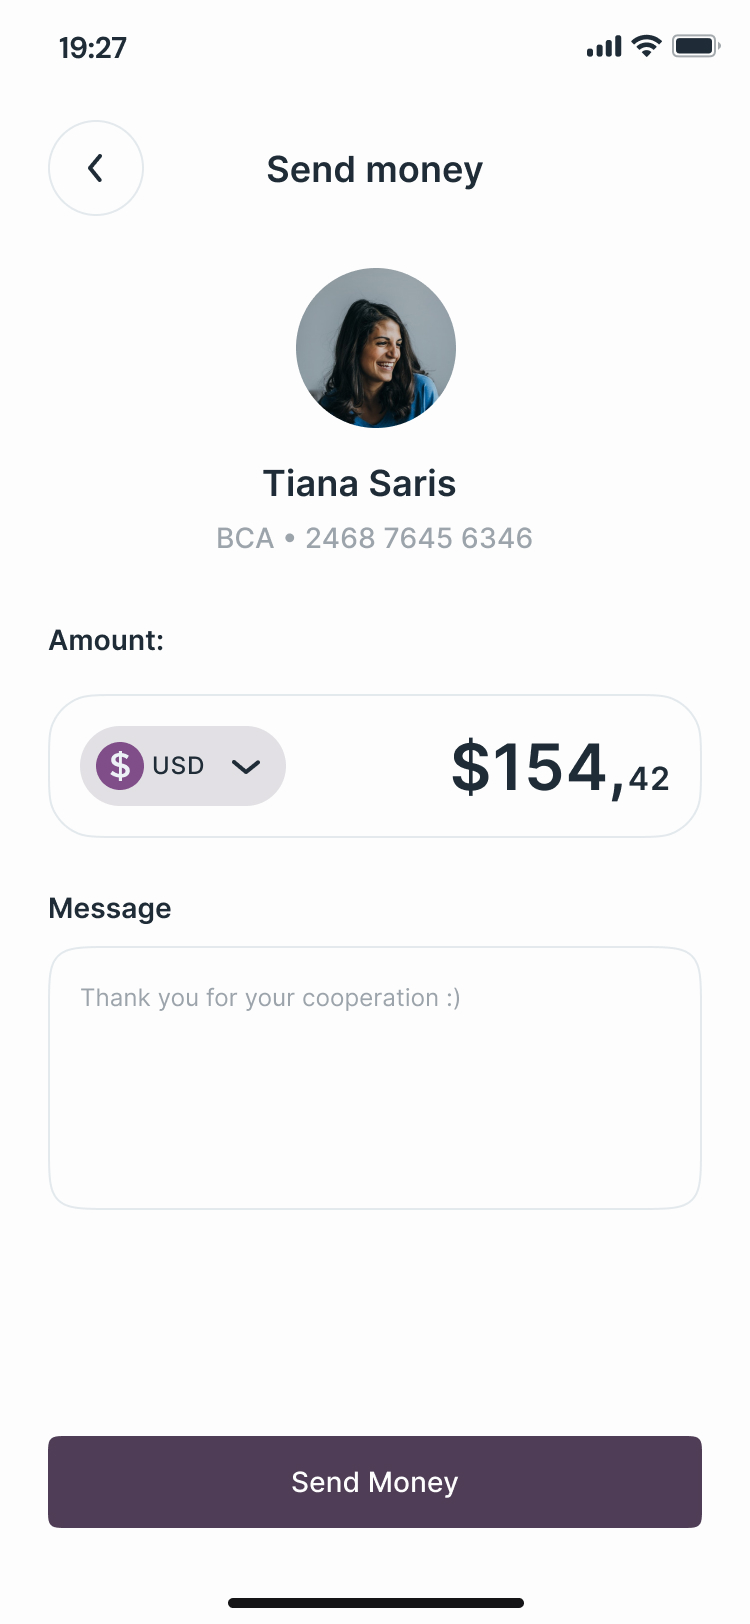 19:27
Send money
Tiana Saris
BCA • 2468 7645 6346
Amount:
$ USD $154,42
Message
Thank you for your cooperation :)
Send Money